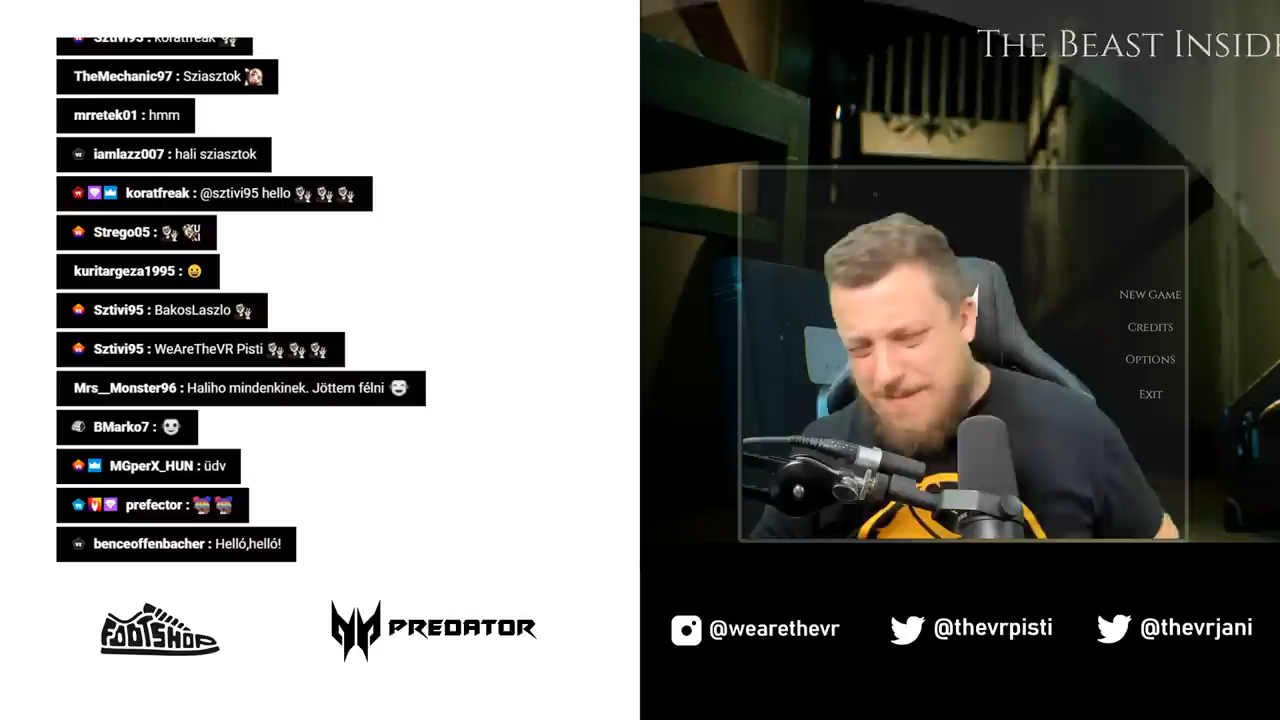 Sztivi95 : koratfreak
TheMechanic97 : Sziasztok
mrretek01 : hmm
iamlazz007 : hali sziasztok
koratfreak : @sztivi95 hello
Strego05 :
kuritargeza1995 :
Sztivi95 : BakosLaszlo
Sztivi95 : WeAreTheVR Pisti
Mrs__Monster96 : Haliho mindenkinek. Jöttem félni
BMarko7 :
MGperX_HUN : üdv
prefector :
benceoffenbacher : Helló,helló!
FOOTSHOP
PREDATOR
THE BEAST INSIDE
NEW GAME
CREDITS
OPTIONS
EXIT
@wearethevr
@thevrpisti
@thevrjani